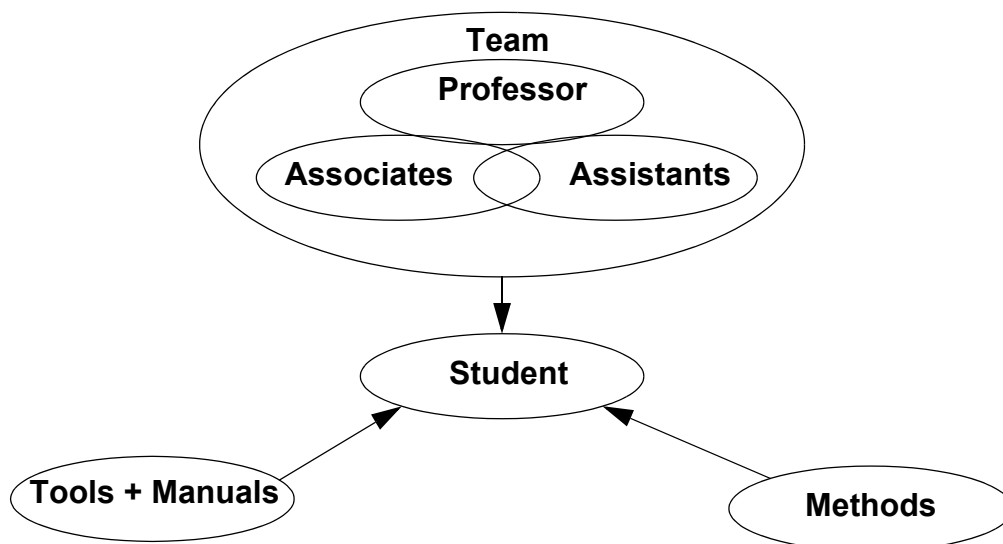 Team
Professor
Associates
Assistants
Student
Tools + Manuals
Methods